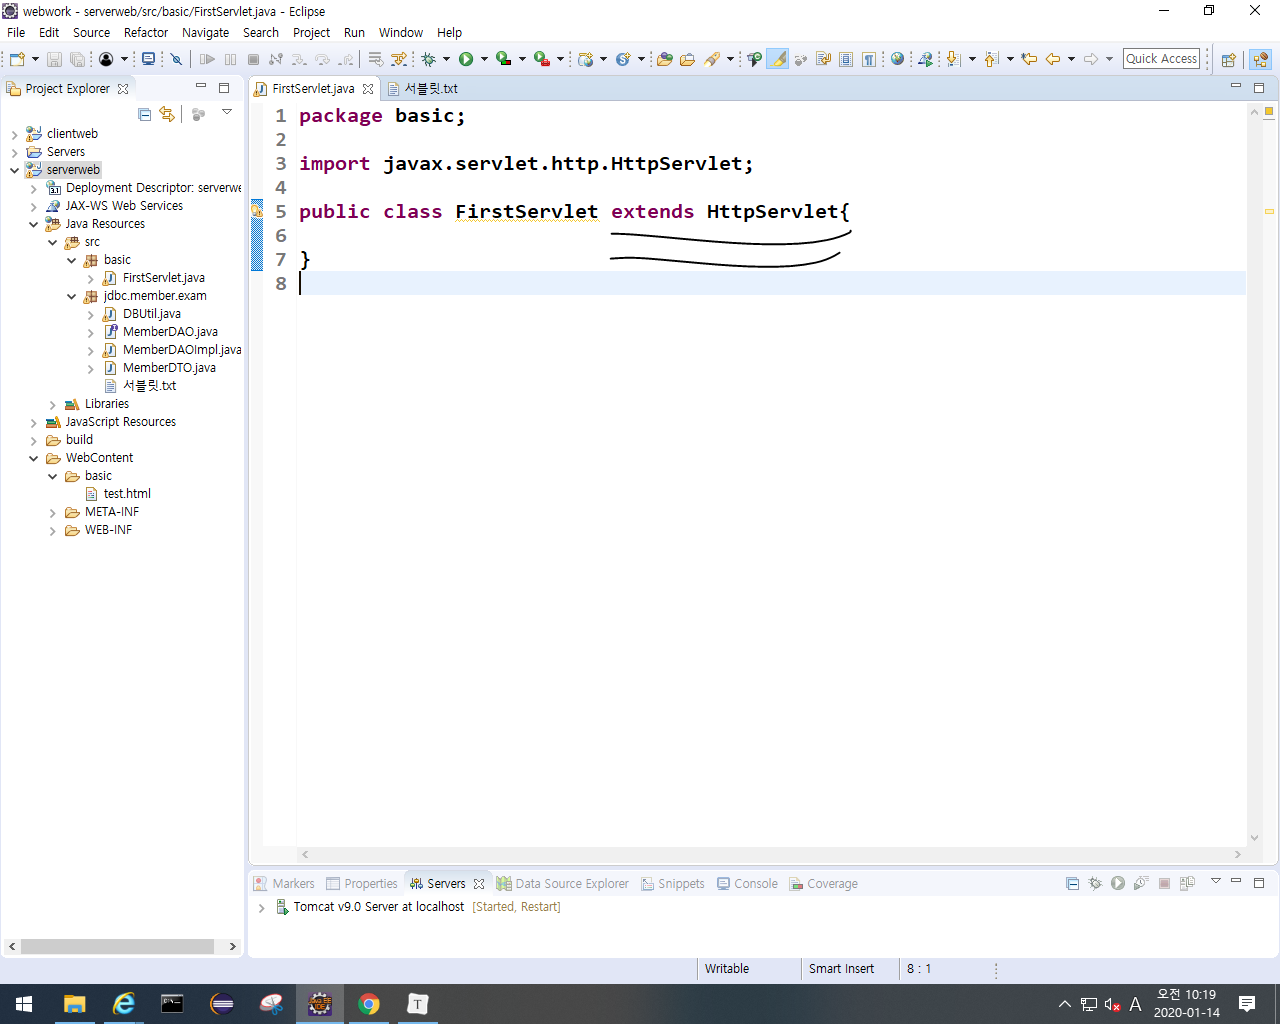 webwork - serverweb/src/basic/FirstServlet.java - Eclipse
File Edit Source Refactor Navigate Search Project Run Window Help
Quick Access
Project Explorer
FirstServlet.java
서블릿.txt
clientweb
Servers
serverweb
Deployment Descriptor: serverwe
JAX-WS Web Services
Java Resources
src
basic
FirstServlet.java
jdbc.member.exam
DBUtil.java
MemberDAO.java
MemberDAOImpl.java
MemberDTO.java
서블릿.txt
Libraries
JavaScript Resources
build
WebContent
basic
test.html
META-INF
WEB-INF
1 package basic;
2
3 import javax.servlet.http.HttpServlet;
4
5 public class FirstServlet extends HttpServlet{
6
7 }
8
Markers Properties Servers Data Source Explorer Snippets Console Coverage
Tomcat v9.0 Server at localhost [Started, Restart]
Writable Smart Insert 8 : 1
T
A
오전 10:19
2020-01-14